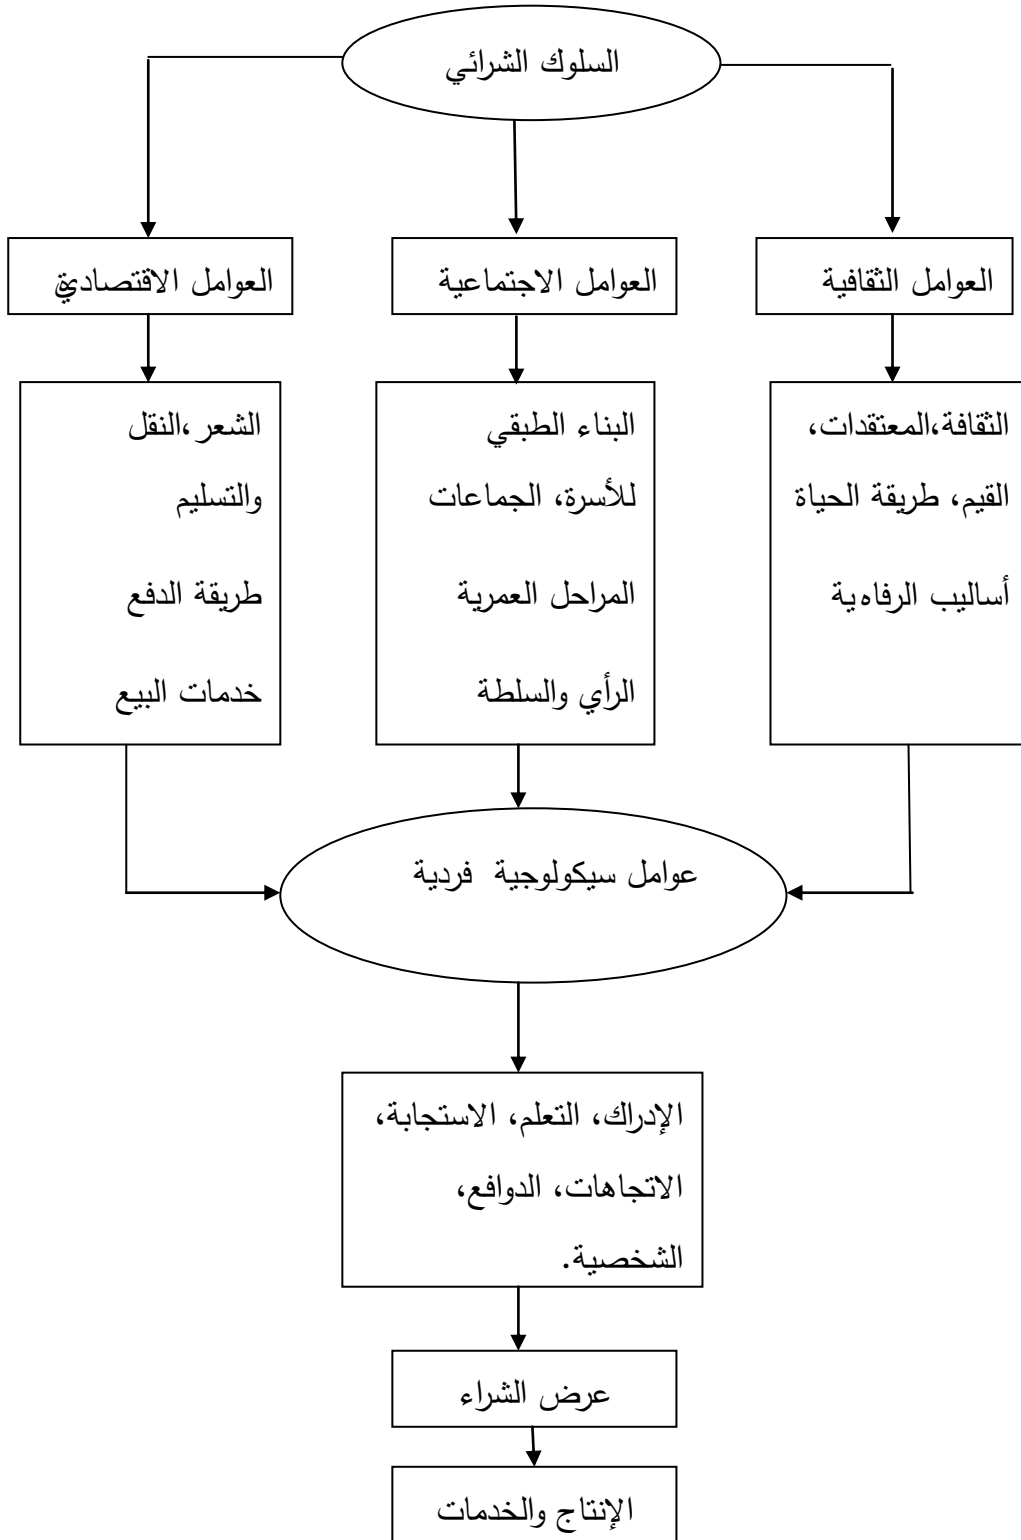 السلوك الشرائي
العوامل الثقافية
العوامل الاجتماعية
العوامل الاقتصادية
الثقافة،المعتقدات،
القيم، طريقة الحياة
أساليب الرفاهية
البناء الطبقي
للأسرة، الجماعات
المراحل العمرية
الرأي والسلطة
الشعر،النقل
والتسليم
طريقة الدفع
خدمات البيع
عوامل سيكولوجية فردية
الإدراك، التعلم، الاستجابة،
الاتجاهات، الدوافع،
الشخصية.
عرض الشراء
الإنتاج والخدمات